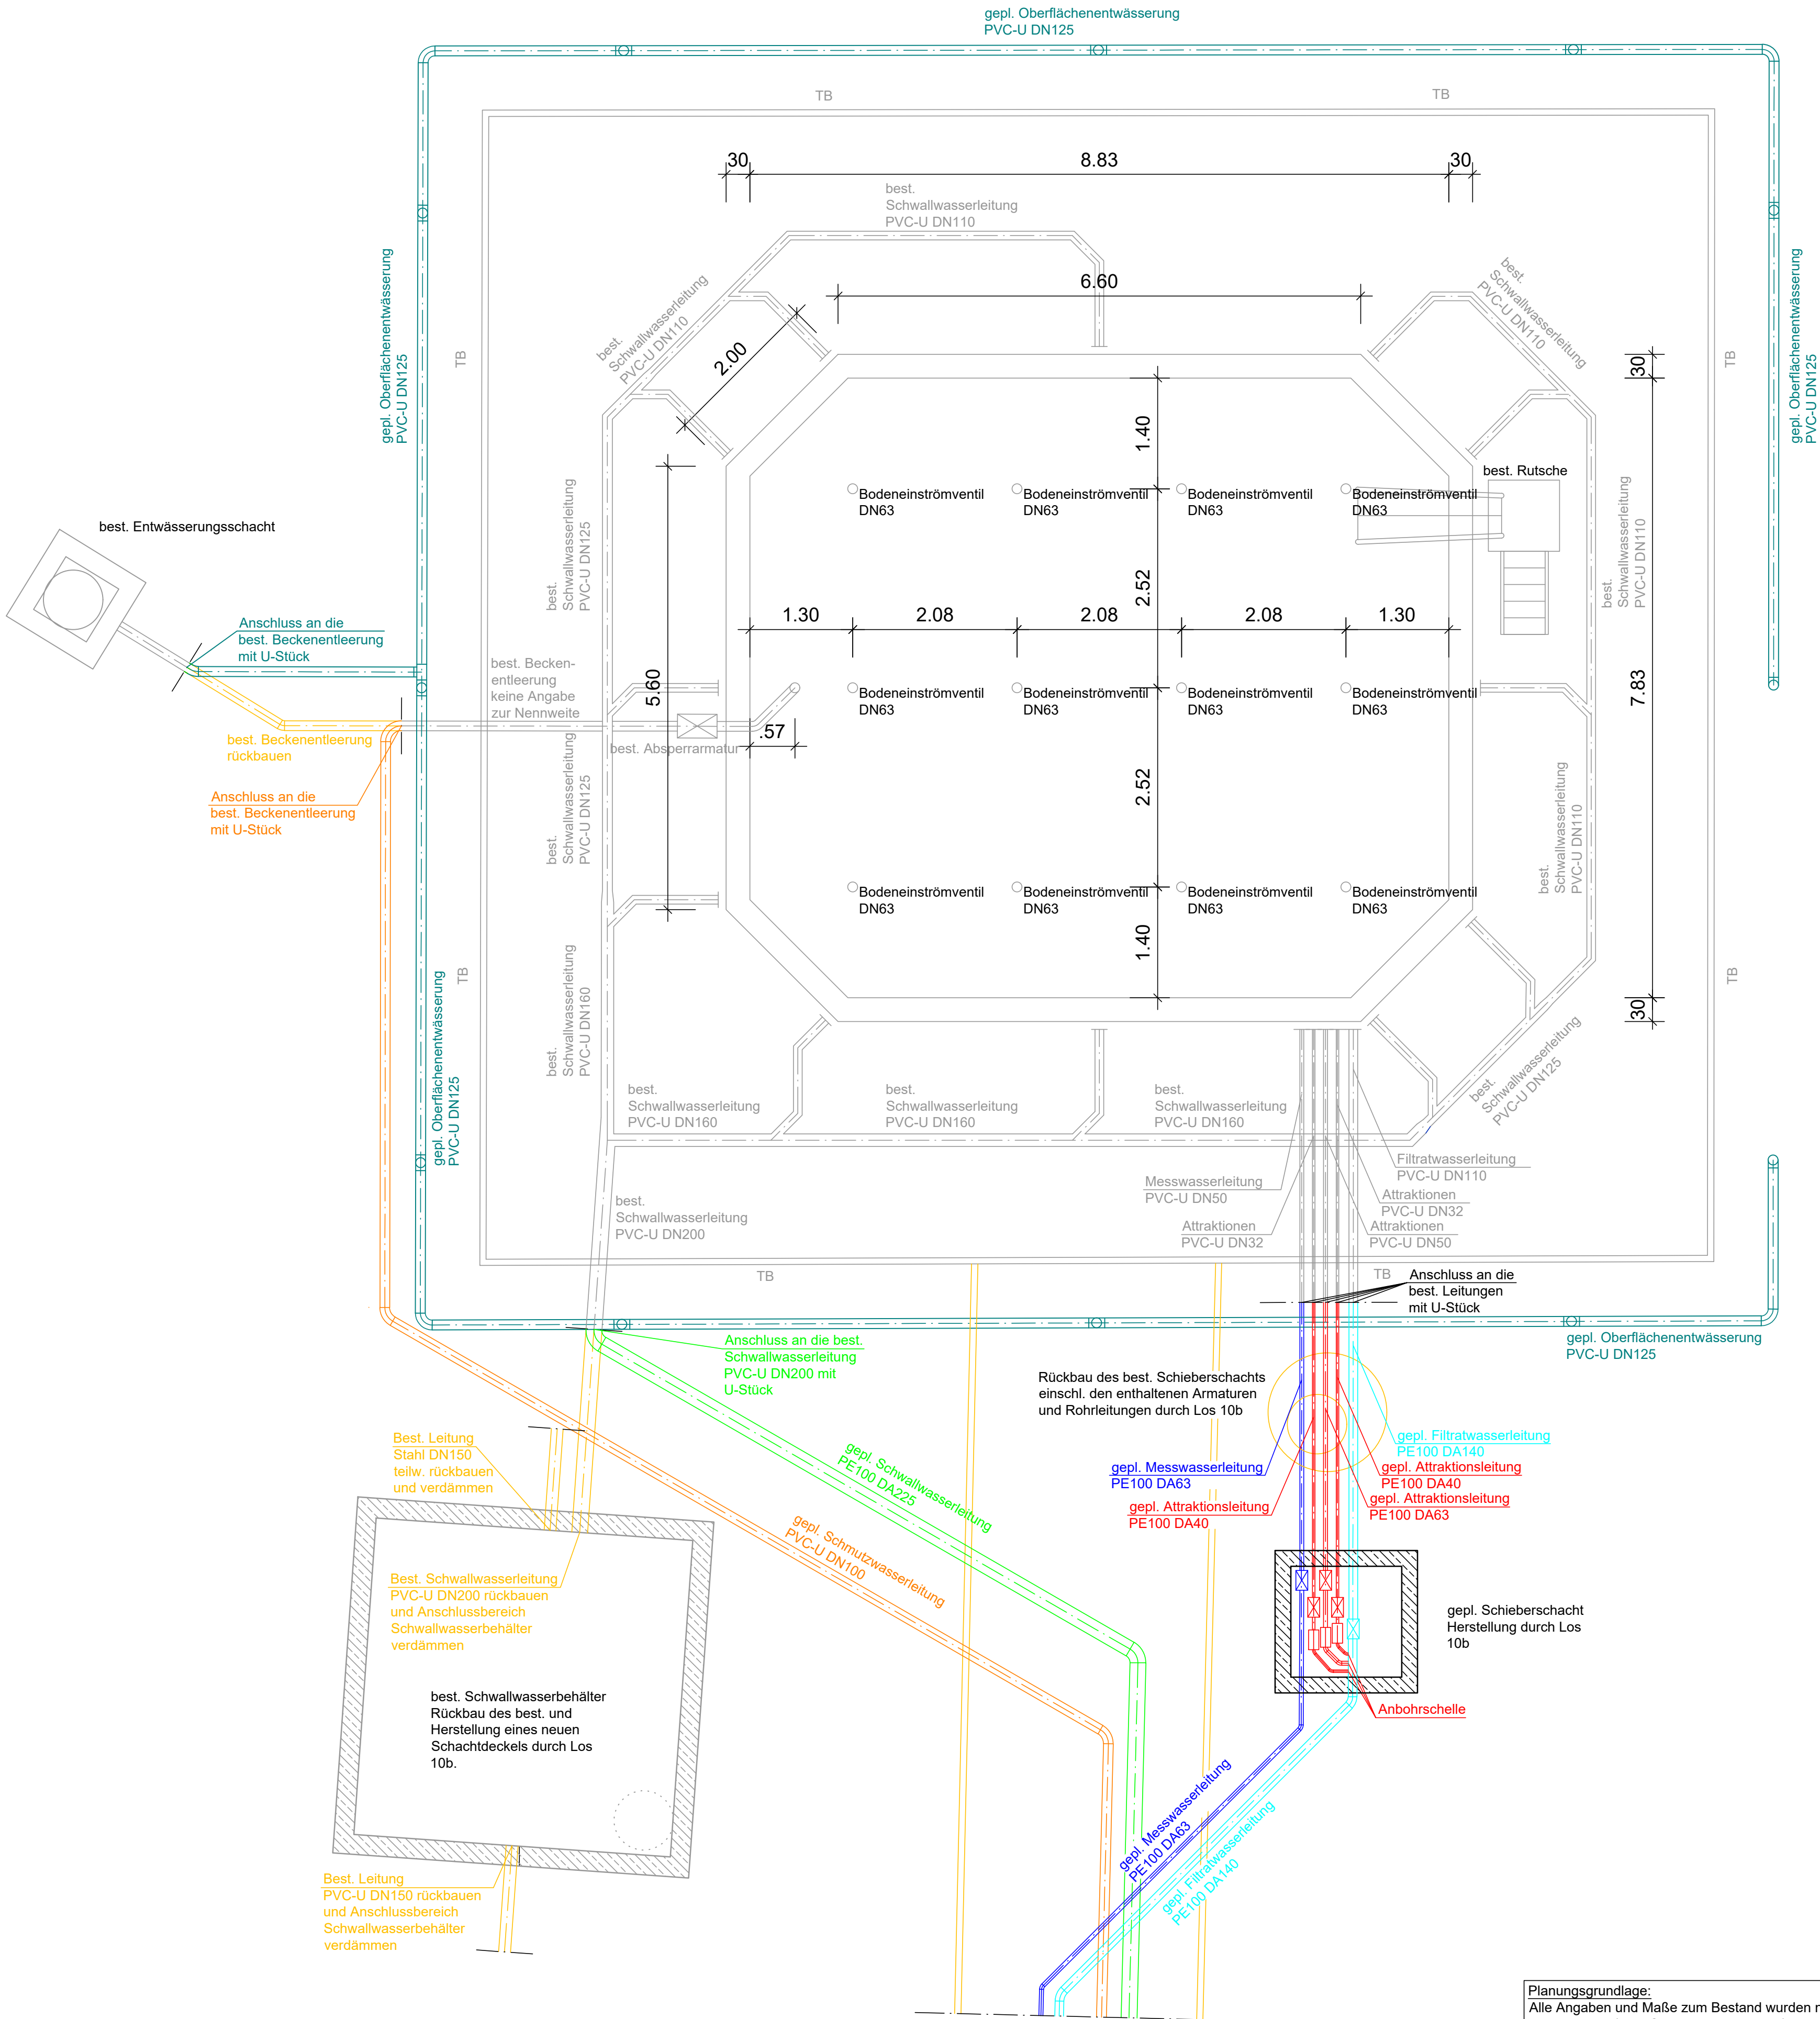 gepl. Oberflächenentwässerung
PVC-U DN125
TB
TB
30
8.83
30
best.
Schwallwasserleitung
PVC-U DN110
gepl. Oberflächenentwässerung
PVC-U DN125
TB
best.
Schwallwasserleitung
PVC-U DN110
2.00
6.60
best.
Schwallwasserleitung
PVC-U DN110
30
TB
gepl. Oberflächenentwässerung
PVC-U DN125
1.40
best. Rutsche
Bodeneinströmventil
DN63
Bodeneinströmventil
DN63
Bodeneinströmventil
DN63
Bodeneinströmventil
DN63
best. Entwässerungsschacht
best.
Schwallwasserleitung
PVC-U DN125
best.
Schwallwasserleitung
PVC-U DN110
2.52
1.30
2.08
2.08
2.08
1.30
Anschluss an die
best. Beckenentleerung
mit U-Stück
best. Becken-
entleerung
keine Angabe
zur Nennweite
5.60
7.83
Bodeneinströmventil
DN63
Bodeneinströmventil
DN63
Bodeneinströmventil
DN63
Bodeneinströmventil
DN63
best. Beckenentleerung
rückbauen
.57
best. Absperrarmatur
Anschluss an die
best. Beckenentleerung
mit U-Stück
best.
Schwallwasserleitung
PVC-U DN125
2.52
best.
Schwallwasserleitung
PVC-U DN110
Bodeneinströmventil
DN63
Bodeneinströmventil
DN63
Bodeneinströmventil
DN63
Bodeneinströmventil
DN63
1.40
TB
TB
30
gepl. Oberflächenentwässerung
PVC-U DN125
best.
Schwallwasserleitung
PVC-U DN160
best.
Schwallwasserleitung
PVC-U DN160
best.
Schwallwasserleitung
PVC-U DN160
best.
Schwallwasserleitung
PVC-U DN160
best.
Schwallwasserleitung
PVC-U DN125
Filtratwasserleitung
PVC-U DN110
Messwasserleitung
PVC-U DN50
Attraktionen
PVC-U DN32
Attraktionen
PVC-U DN32
Attraktionen
PVC-U DN50
best.
Schwallwasserleitung
PVC-U DN200
TB
TB
Anschluss an die
best. Leitungen
mit U-Stück
gepl. Oberflächenentwässerung
PVC-U DN125
Anschluss an die best.
Schwallwasserleitung
PVC-U DN200 mit
U-Stück
Rückbau des best. Schieberschachts
einschl. den enthaltenen Armaturen
und Rohrleitungen durch Los 10b
Best. Leitung
Stahl DN150
teilw. rückbauen
und verdämmen
gepl. Schwallwasserleitung
PE100 DA225
gepl. Filtratwasserleitung
PE100 DA140
gepl. Messwasserleitung
PE100 DA63
gepl. Attraktionsleitung
PE100 DA40
gepl. Attraktionsleitung
PE100 DA40
gepl. Attraktionsleitung
PE100 DA63
gepl. Schmutzwasserleitung
PVC-U DN100
Best. Schwallwasserleitung
PVC-U DN200 rückbauen
und Anschlussbereich
Schwallwasserbehälter
verdämmen
gepl. Schieberschacht
Herstellung durch Los
10b
best. Schwallwasserbehälter
Rückbau des best. und
Herstellung eines neuen
Schachtdeckels durch Los
10b.
Anbohrschelle
gepl. Messwasserleitung
PE100 DA63
gepl. Filtratwasserleitung
PE100 DA140
Best. Leitung
PVC-U DN150 rückbauen
und Anschlussbereich
Schwallwasserbehälter
verdämmen
Planungsgrundlage:
Alle Angaben und Maße zum Bestand wurden